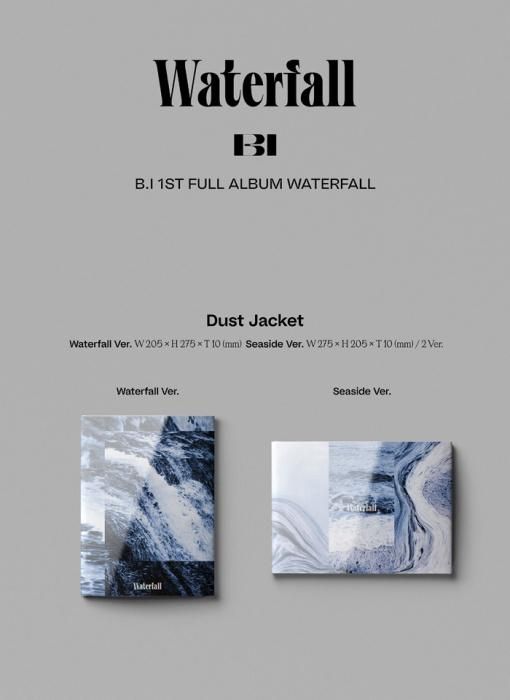 Waterfall
BI
B.I 1ST FULL ALBUM WATERFALL
Dust Jacket
Waterfall Ver. W 205 × H 275 × T 10 (mm) Seaside Ver. W 275 × H 205 × T 10 (mm) / 2 Ver.
Waterfall Ver.
Seaside Ver.
Waterfall
Waterfall